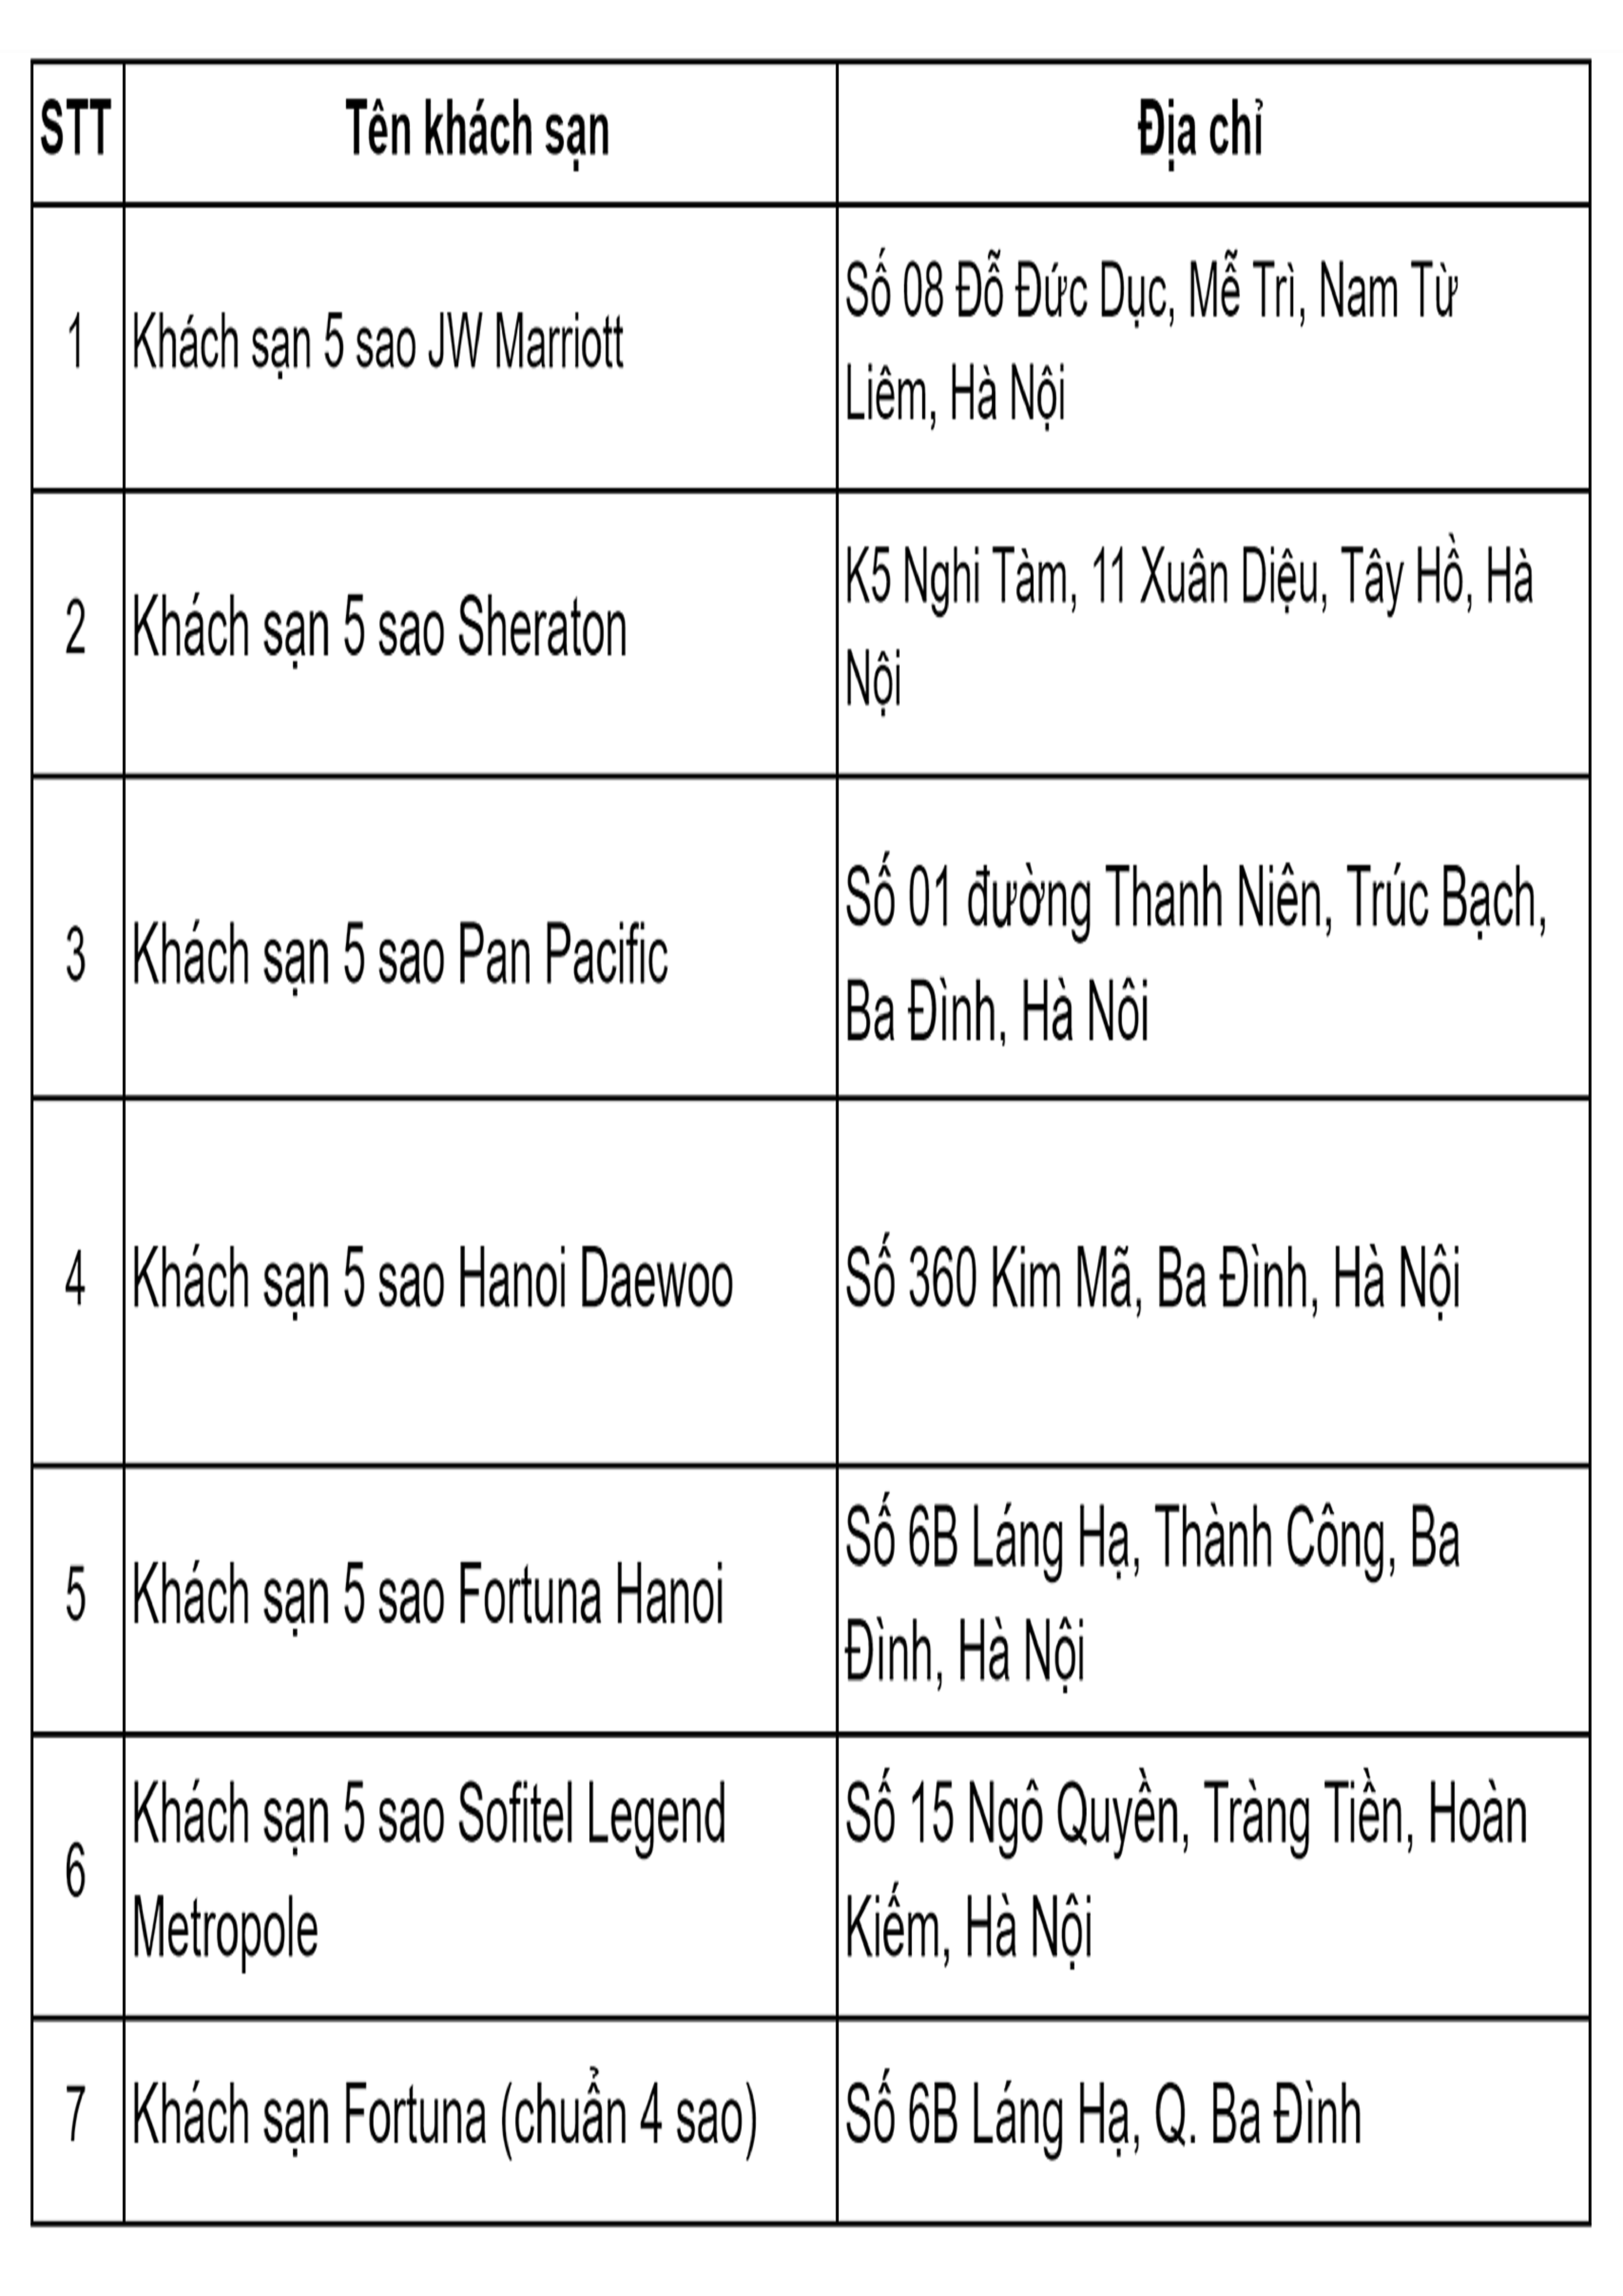 STT Tên khách sạn Địa chỉ
1 Khách sạn 5 sao JW Marriott Số 08 Đỗ Đức Dục, Mễ Trì, Nam Từ
Liêm, Hà Nội
2 Khách sạn 5 sao Sheraton K5 Nghi Tàm, 11 Xuân Diệu, Tây Hồ, Hà
Nội
3 Khách sạn 5 sao Pan Pacific Số 01 đường Thanh Niên, Trúc Bạch,
Ba Đình, Hà Nôi
4 Khách sạn 5 sao Hanoi Daewoo Số 360 Kim Mã, Ba Đình, Hà Nội
5 Khách sạn 5 sao Fortuna Hanoi Số 6B Láng Hạ, Thành Công, Ba
Đình, Hà Nội
6 Khách sạn 5 sao Sofitel Legend
Metropole Số 15 Ngô Quyền, Tràng Tiền, Hoàn
Kiếm, Hà Nội
7 Khách sạn Fortuna (chuẩn 4 sao) Số 6B Láng Hạ, Q. Ba Đình